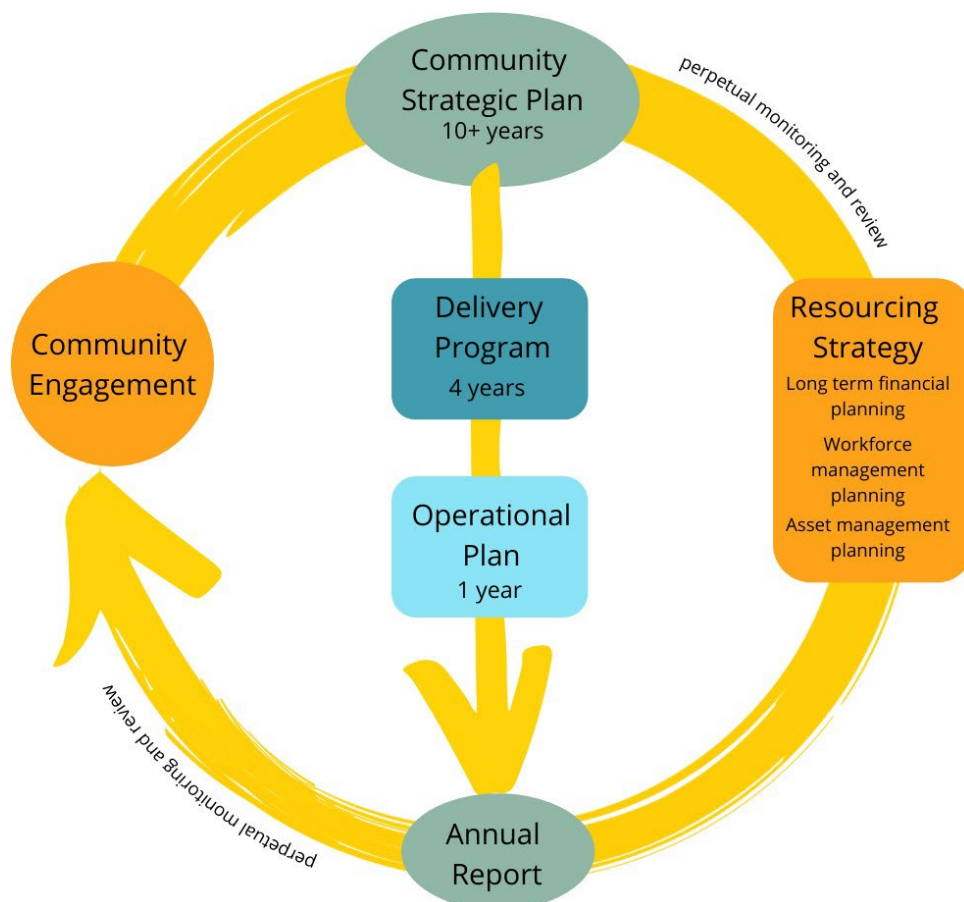 Community
Strategic Plan
10+ years
perpetual monitoring and review
Community
Engagement
Delivery
Program
4 years
Resourcing
Strategy
Long term financial
planning
Workforce
management
planning
Asset management
planning
Operational
Plan
1 year
perpetual monitoring and review
Annual
Report